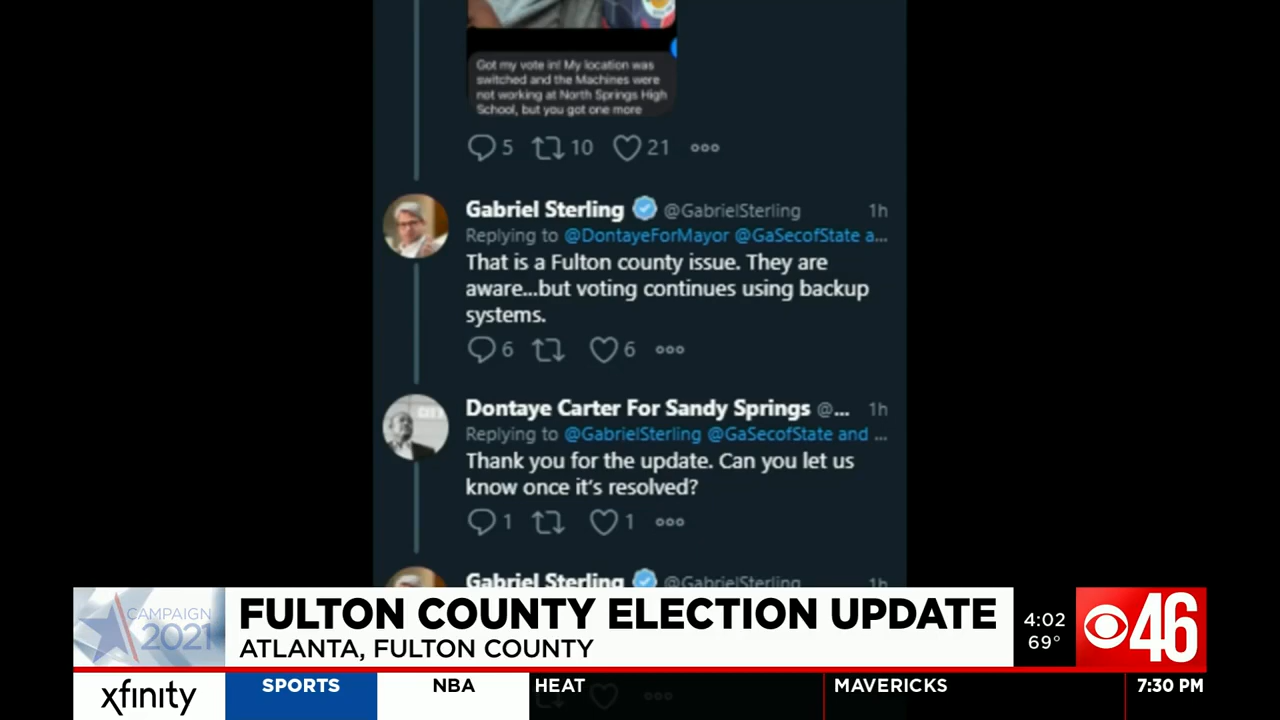 Got my vote in! My location was
switched and the Machines were
not working at North Springs High
School, but you got one more
5 10 21
Gabriel Sterling @GabrielSterling 1h
Replying to @DontayeForMayor @GaSecofState a...
That is a Fulton county issue. They are
aware...but voting continues using backup
systems.
6 6
Dontaye Carter For Sandy Springs @... 1h
Replying to @GabrielSterling @GaSecofState and ...
Thank you for the update. Can you let us
know once it's resolved?
1 1
Gabriel Sterling @GabrielSterling 1h
CAMPAIGN
2021
FULTON COUNTY ELECTION UPDATE
ATLANTA, FULTON COUNTY
4:02
69°
46
xfinity SPORTS NBA HEAT MAVERICKS 7:30 PM